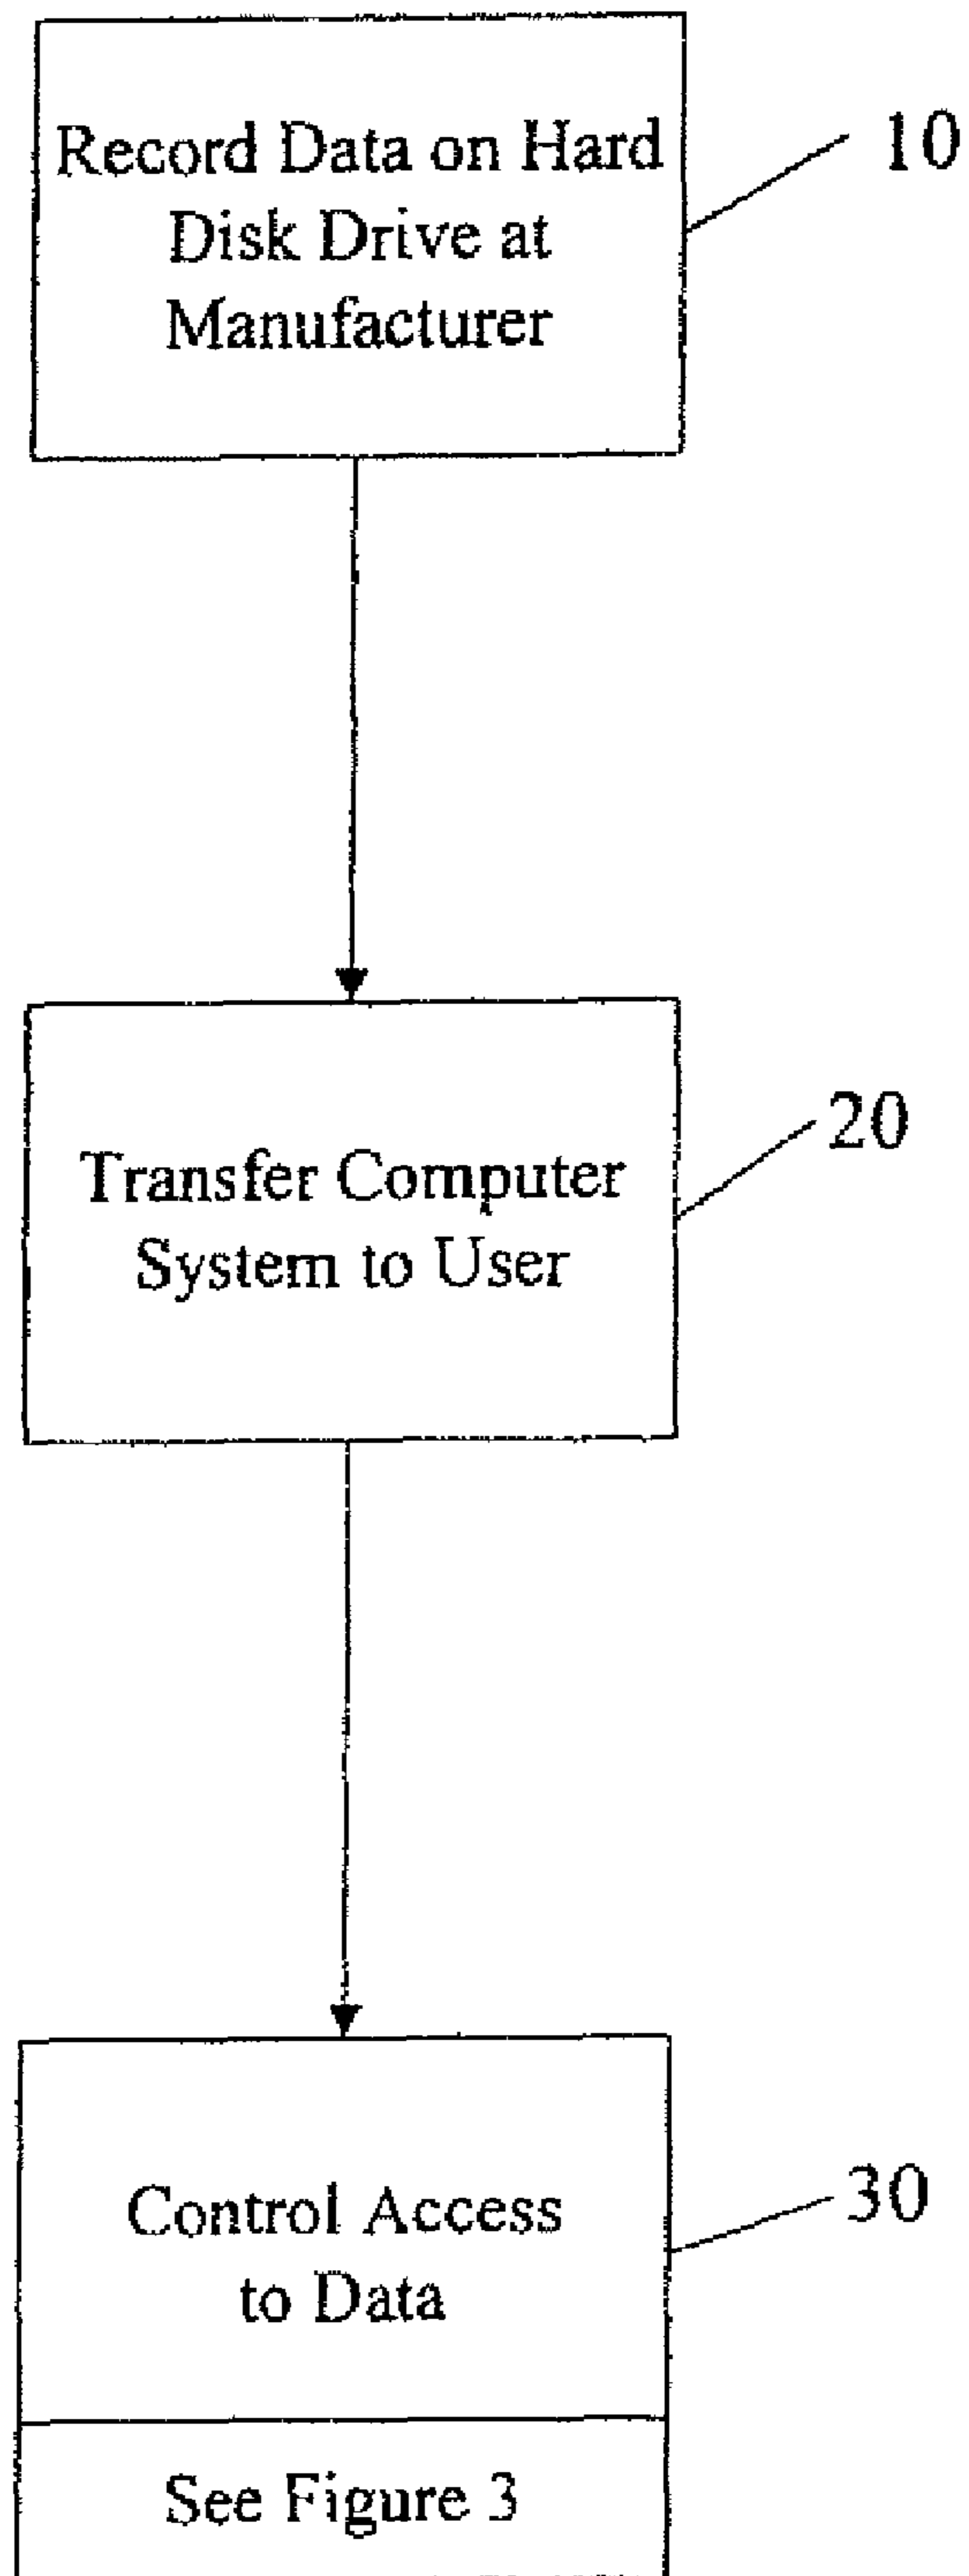 Record Data on Hard
Disk Drive at
Manufacturer
10
Transfer Computer
System to User
20
Control Access
to Data
30
See Figure 3